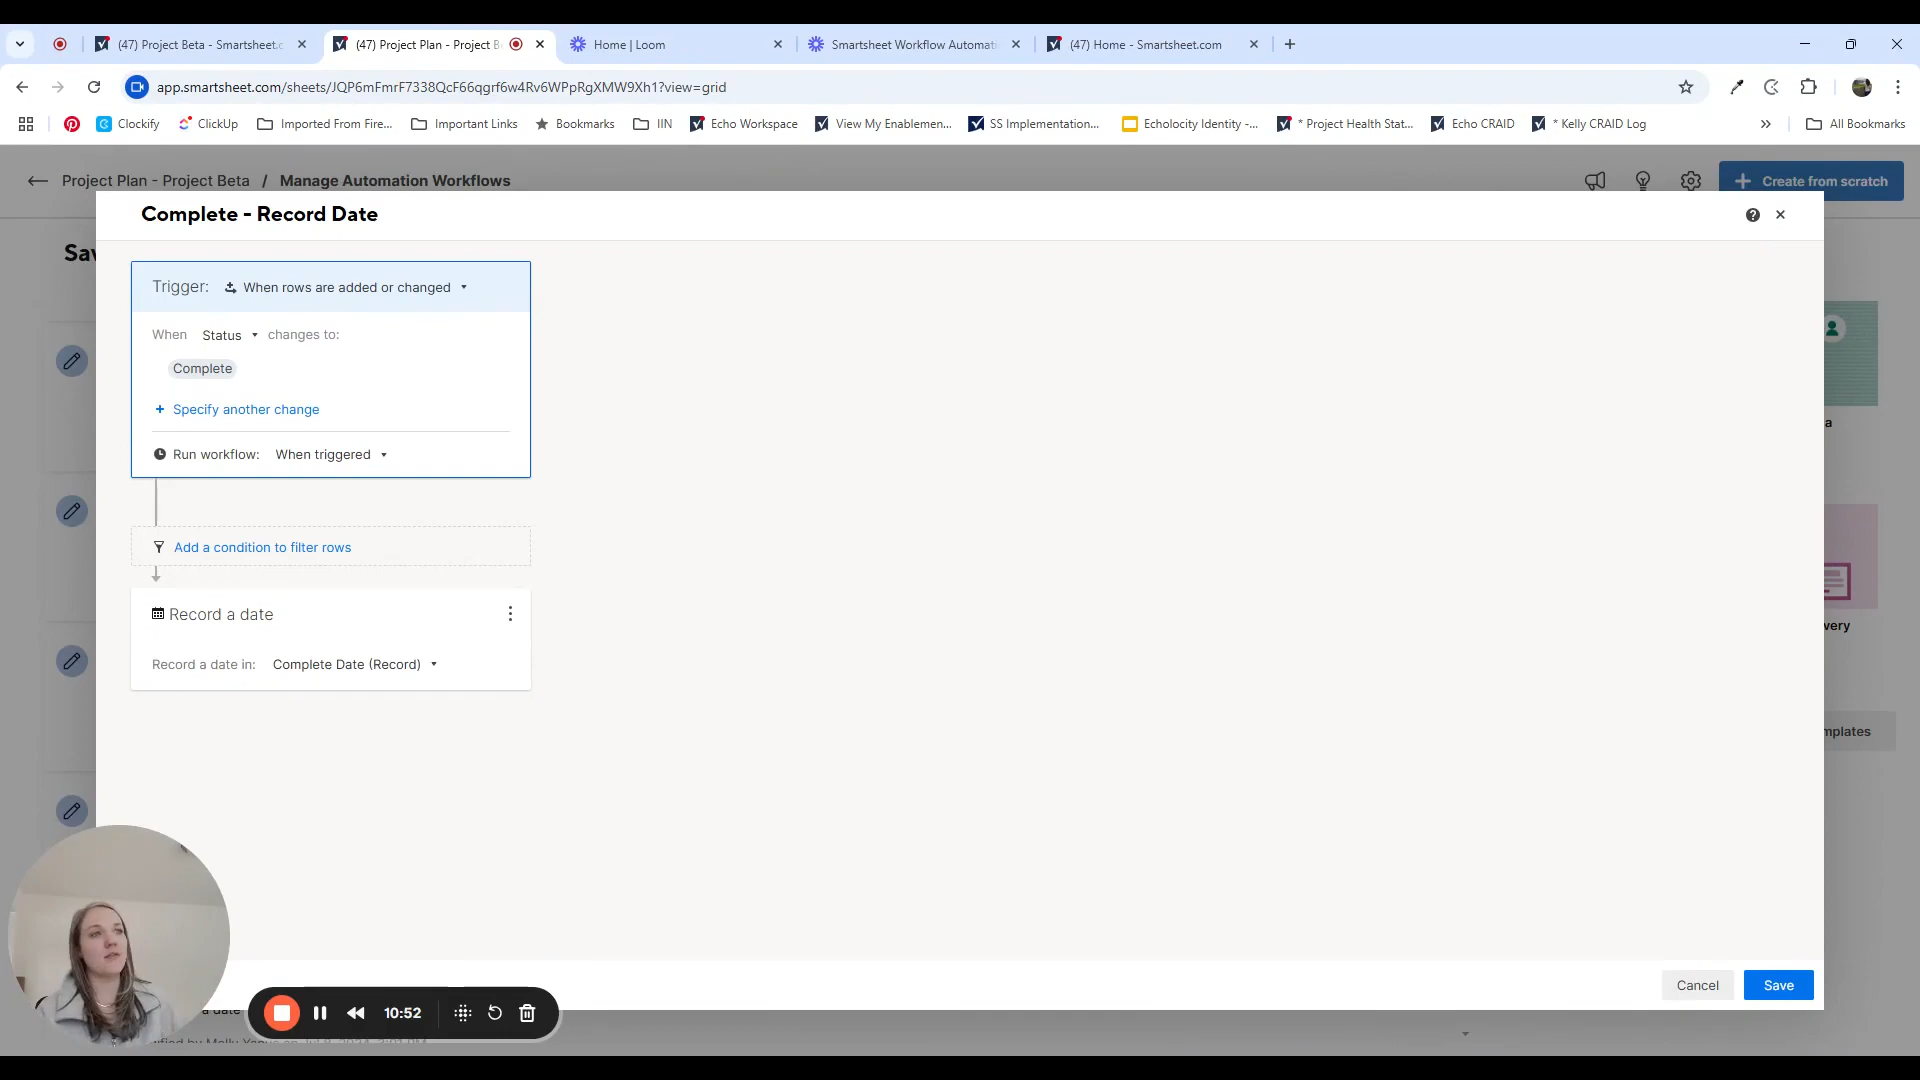 (47) Project Beta - Smartsheet.c
(47) Project Plan - Project B
Home | Loom
Smartsheet Workflow Automat
(47) Home - Smartsheet.com
app.smartsheet.com/sheets/JQP6mFmrF7338QcF66qgrf6w4Rv6WPpRgXMW9Xh1?view=grid
Clockify
ClickUp
Imported From Fire...
Important Links
Bookmarks
IIN
Echo Workspace
View My Enablemen...
SS Implementation...
Echolocity Identity -...
* Project Health Stat...
Echo CRAID
* Kelly CRAID Log
All Bookmarks
Project Plan - Project Beta / Manage Automation Workflows
Create from scratch
Complete - Record Date
Trigger: When rows are added or changed
When Status changes to:
Complete
+ Specify another change
Run workflow: When triggered
Add a condition to filter rows
Record a date
Record a date in: Complete Date (Record)
a
very
mplates
Cancel
Save
a date
10:52